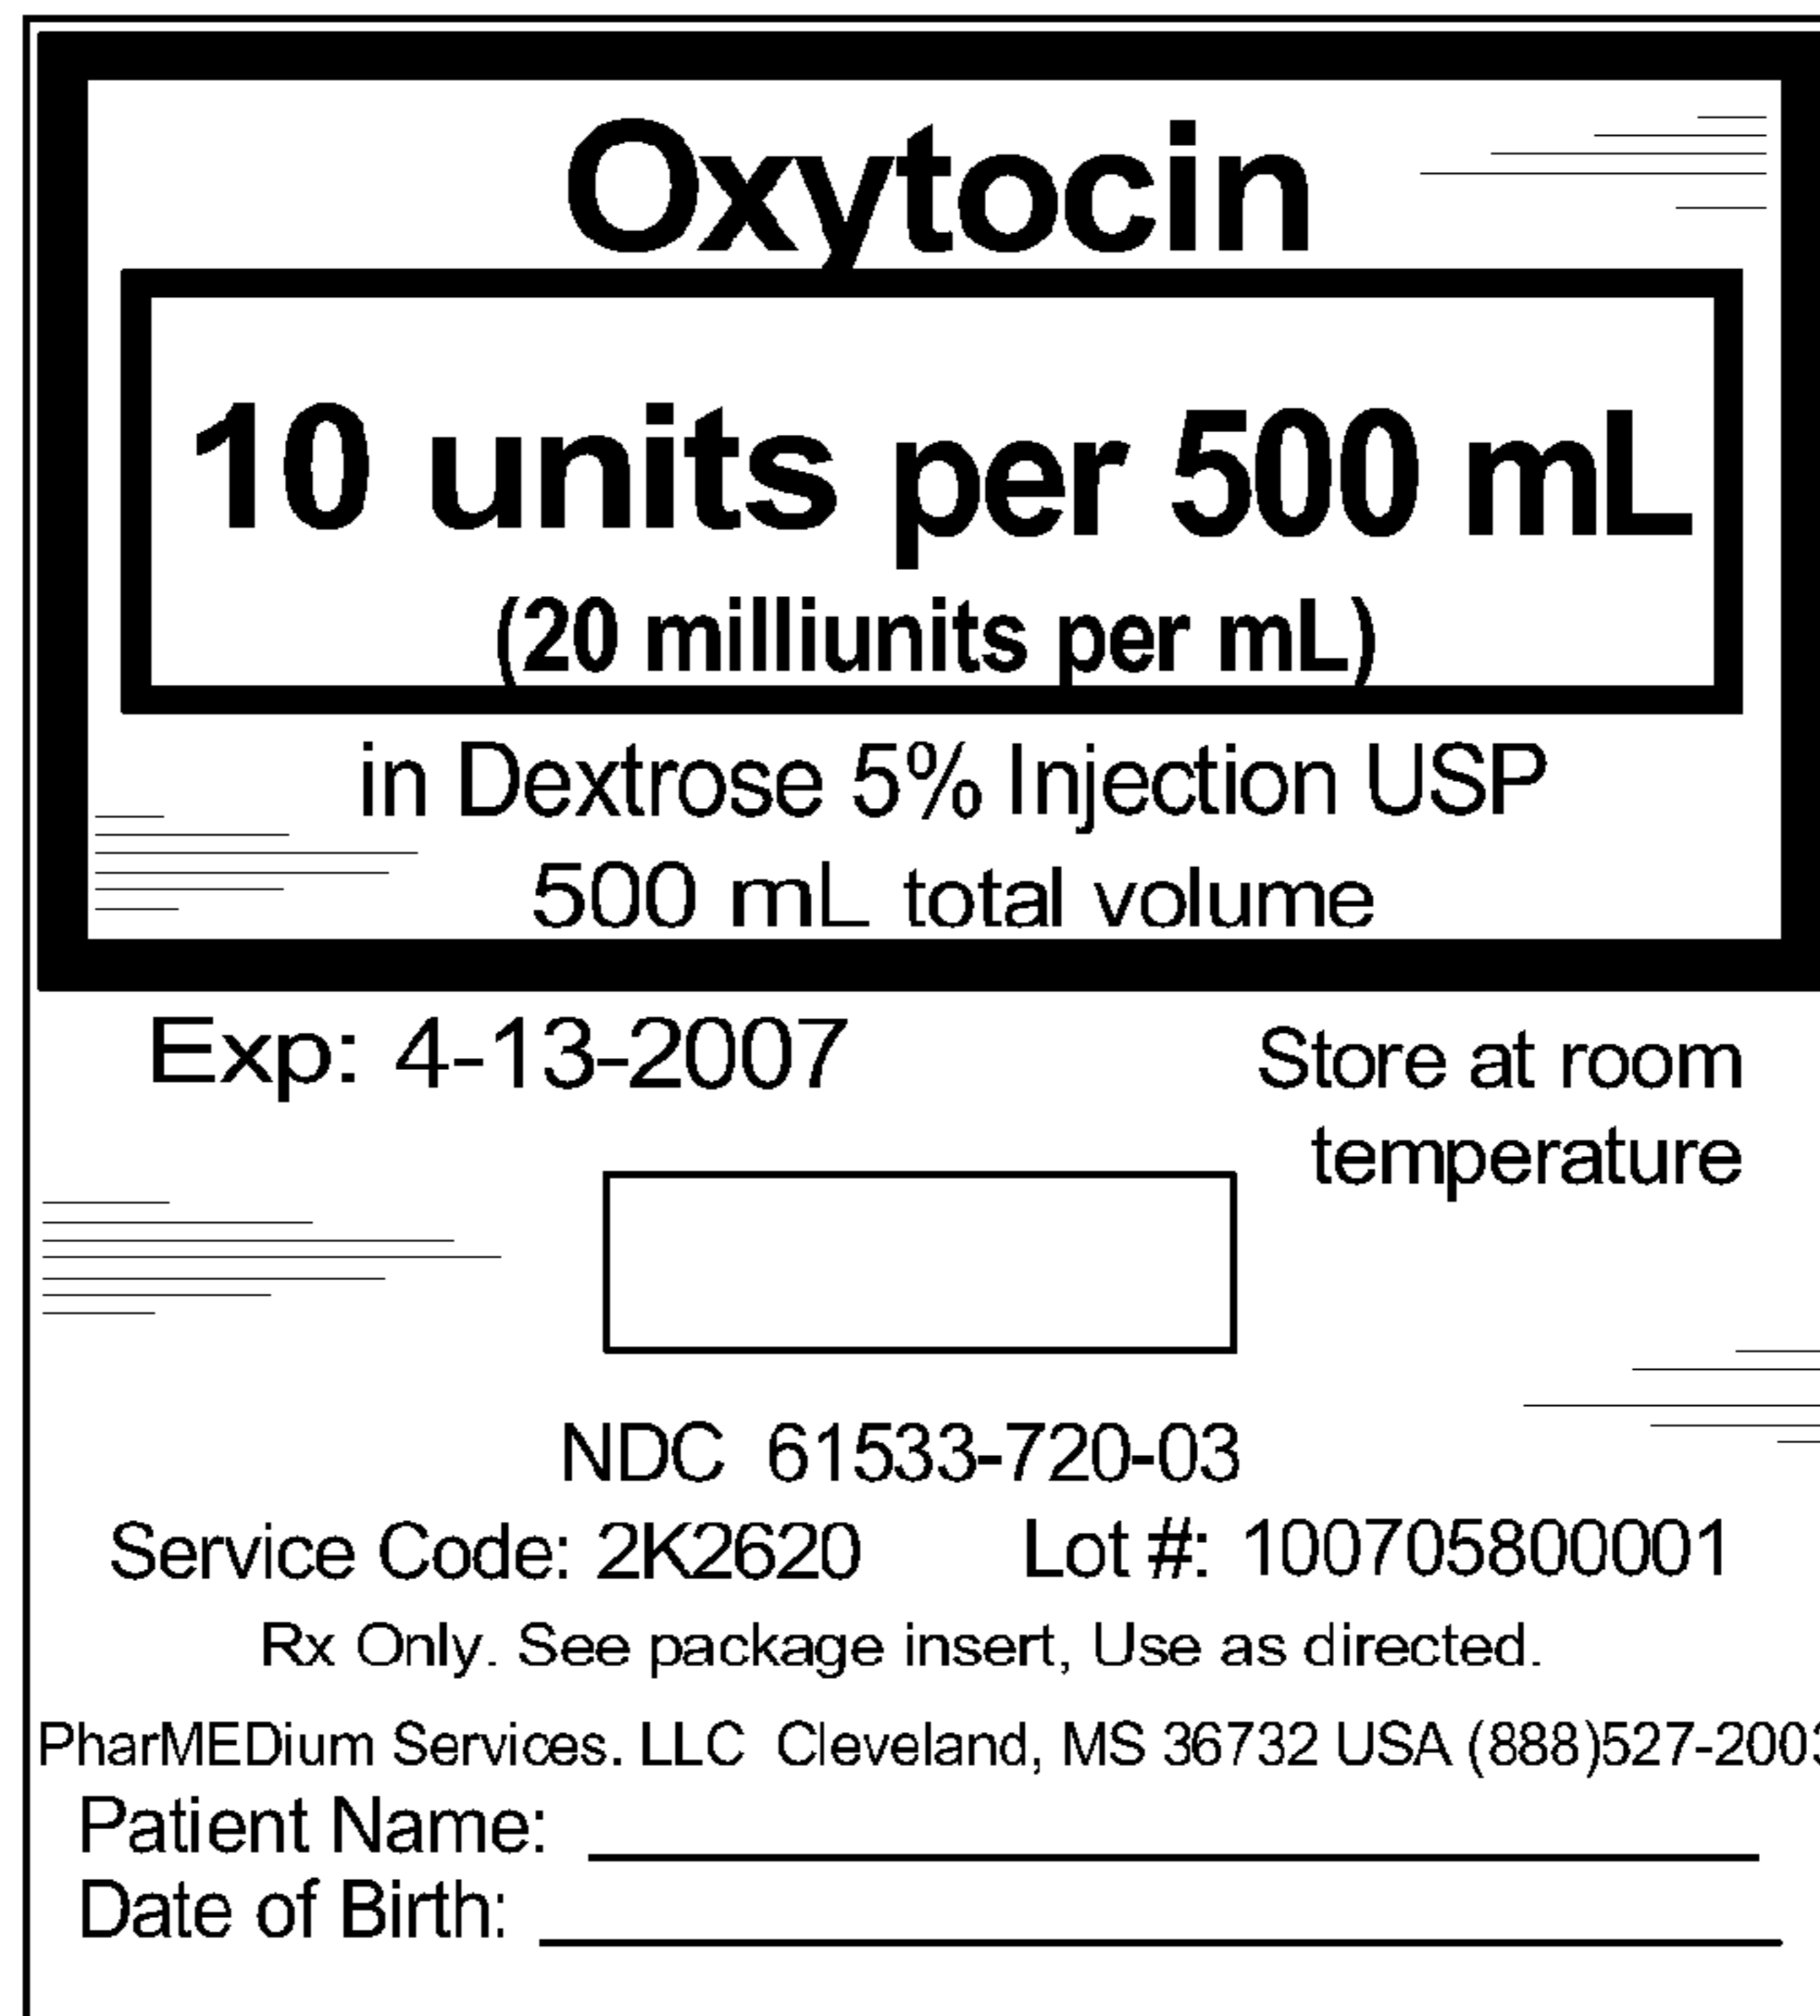 Oxytocin
10 units per 500 mL
(20 milliunits per mL)
in Dextrose 5% Injection USP
500 mL total volume
Exp: 4-13-2007
Store at room
temperature
NDC 61533-720-03
Service Code: 2K2620 Lot #: 100705800001
Rx Only. See package insert, Use as directed.
PharMEDium Services. LLC Cleveland, MS 36732 USA (888)527-2003
Patient Name:
Date of Birth: